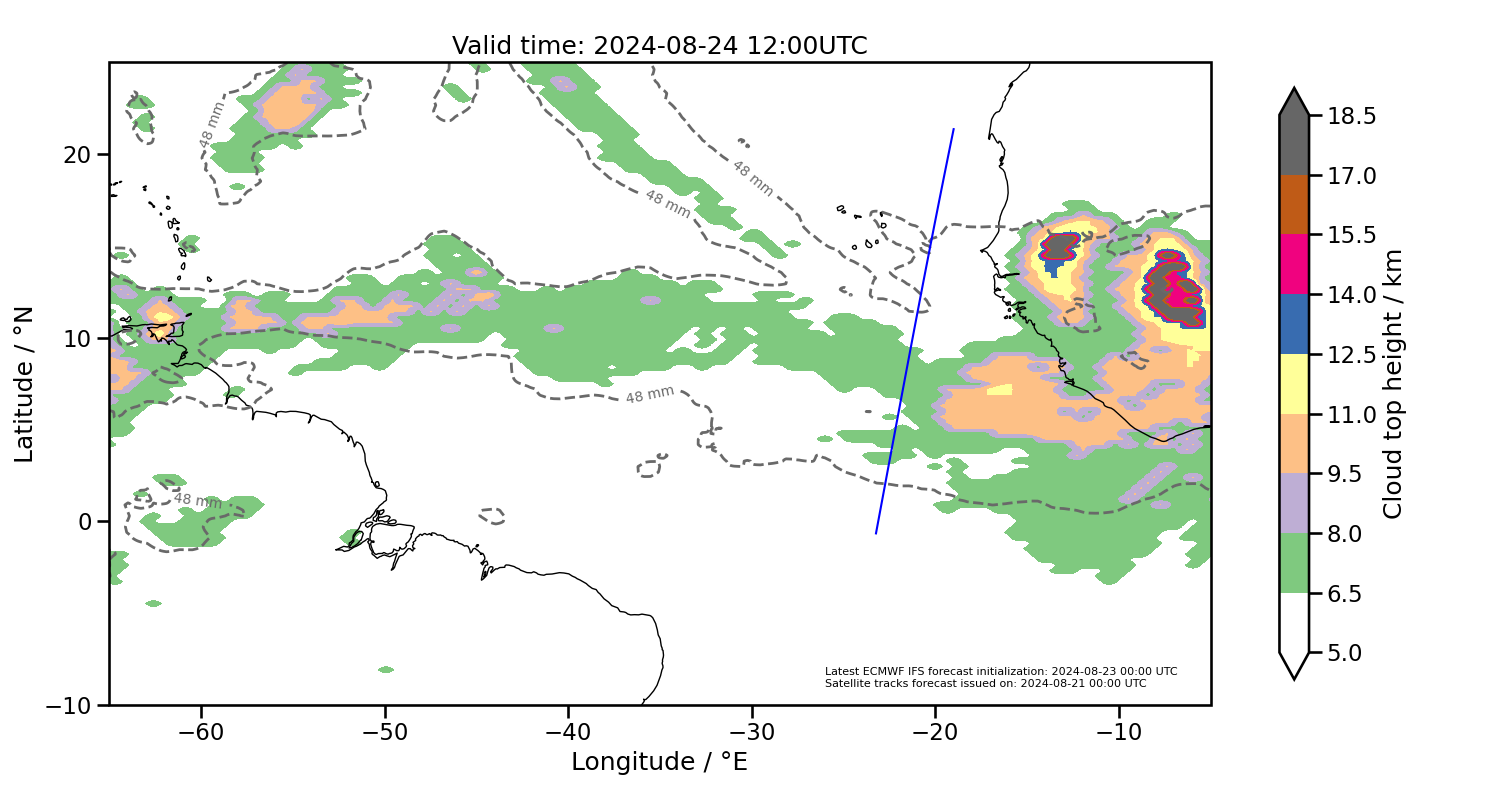 Valid time: 2024-08-24 12:00UTC
48 mm
48 mm
48 mm
48 mm
48 mm
20
10
0
−10
Latitude / °N
−60
−50
−40
−30
−20
−10
Longitude / °E
Latest ECMWF IFS forecast initialization: 2024-08-23 00:00 UTC
Satellite tracks forecast issued on: 2024-08-21 00:00 UTC
18.5
17.0
15.5
14.0
12.5
11.0
9.5
8.0
6.5
5.0
Cloud top height / km